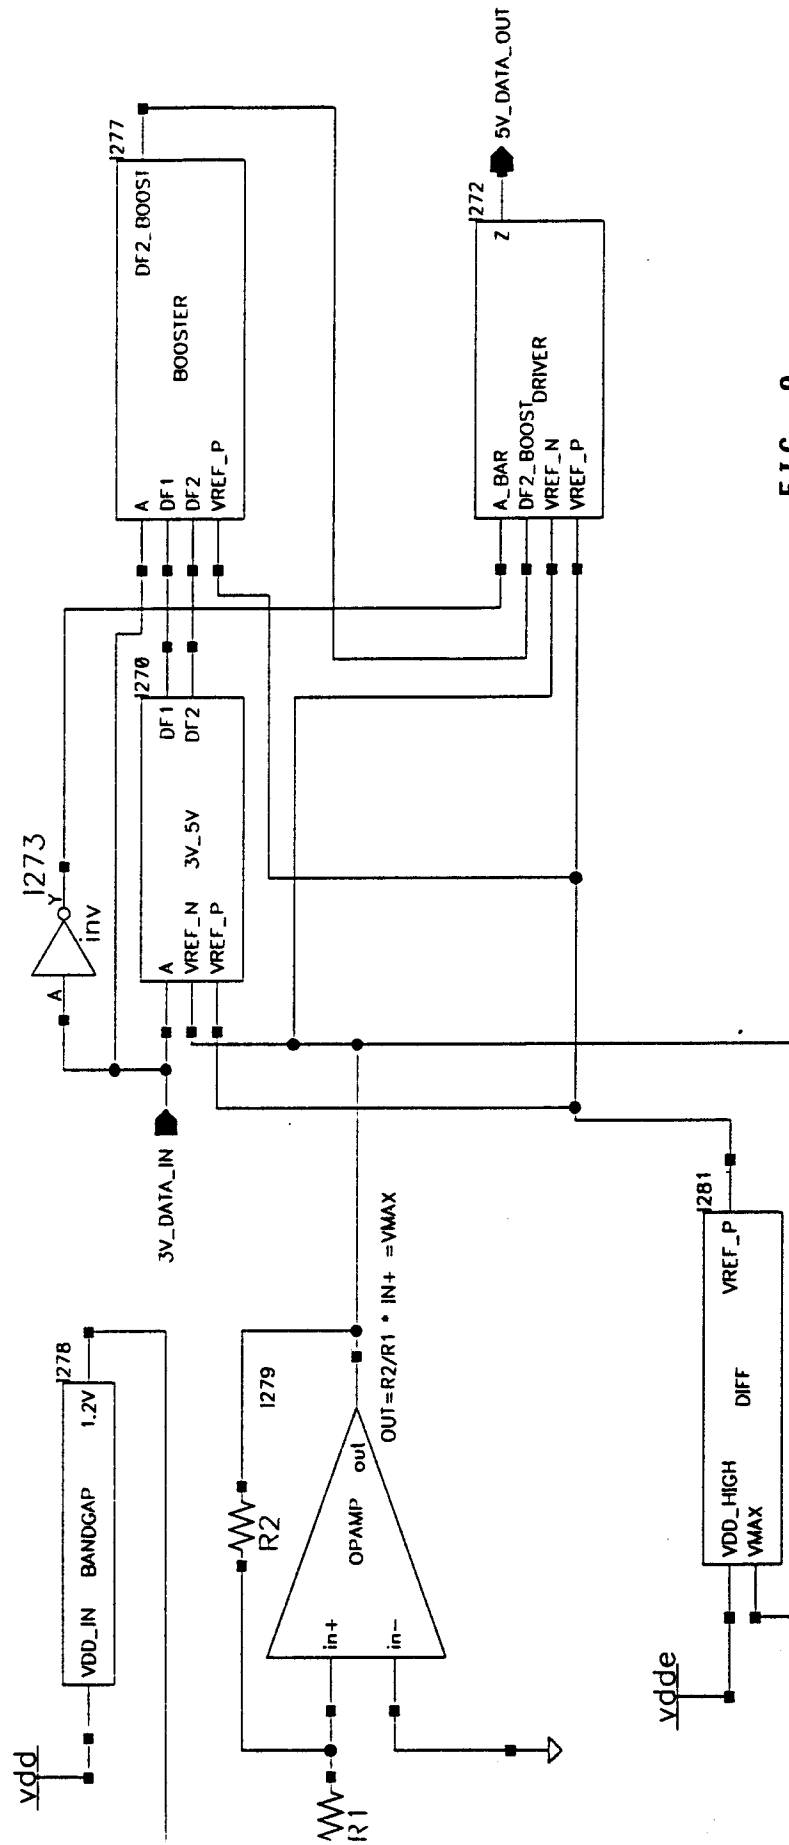 I277
DF2_BOOST
BOOSTER
A
DF1
DF2
VREF_P
5V_DATA_OUT
I272
Z
DRIVER
A_BAR
DF2_BOOST
VREF_N
VREF_P
I273
Y
inv
A
I270
DF1
DF2
3V_5V
A
VREF_N
VREF_P
3V_DATA_IN
I278
1.2V
BANDGAP
VDD_IN
vdd
I279
R2
OPAMP
out
in+
in-
R1
OUT=R2/R1 * IN+ =VMAX
I281
VREF_P
DIFF
VDD_HIGH
VMAX
vdde